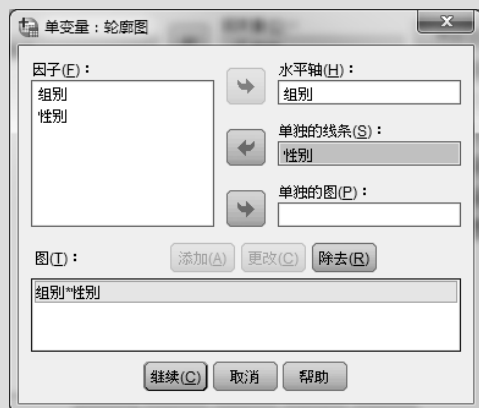 单变量：轮廓图
因子(F)：
组别
性别
水平轴(H)：
组别
单独的线条(S)：
性别
单独的图(P)：
图(T)：
添加(A)
更改(C)
除去(R)
组别*性别
继续(C)
取消
帮助